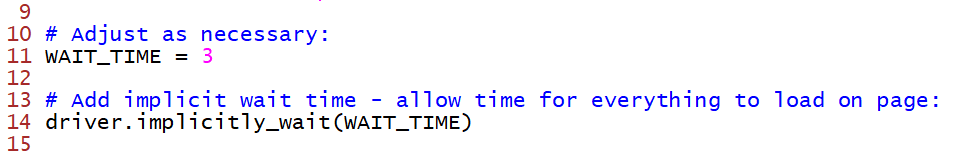 9
10 # Adjust as necessary:
11 WAIT_TIME = 3
12
13 # Add implicit wait time - allow time for everything to load on page:
14 driver.implicitly_wait(WAIT_TIME)
15